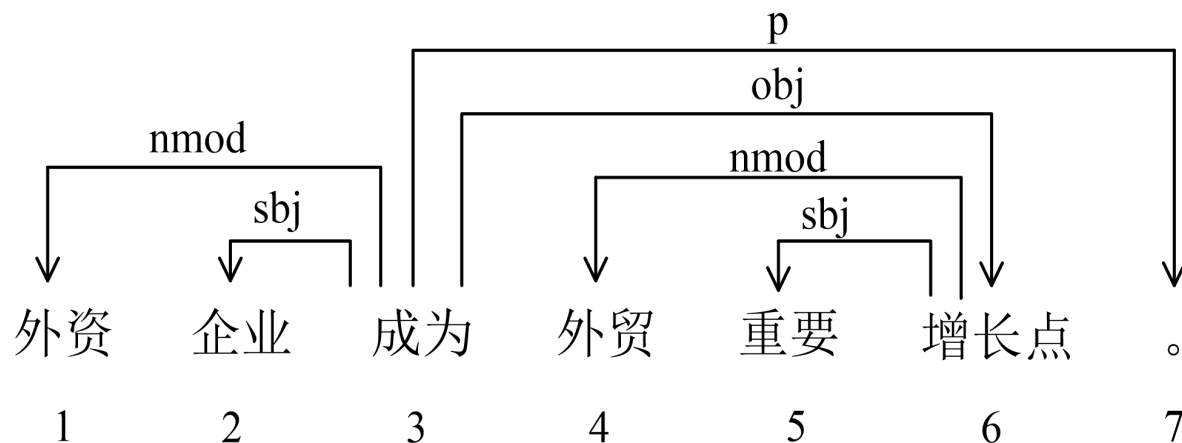 p
obj
nmod nmod
sbj sbj
外资 企业 成为 外贸 重要 增长点 。
1 2 3 4 5 6 7